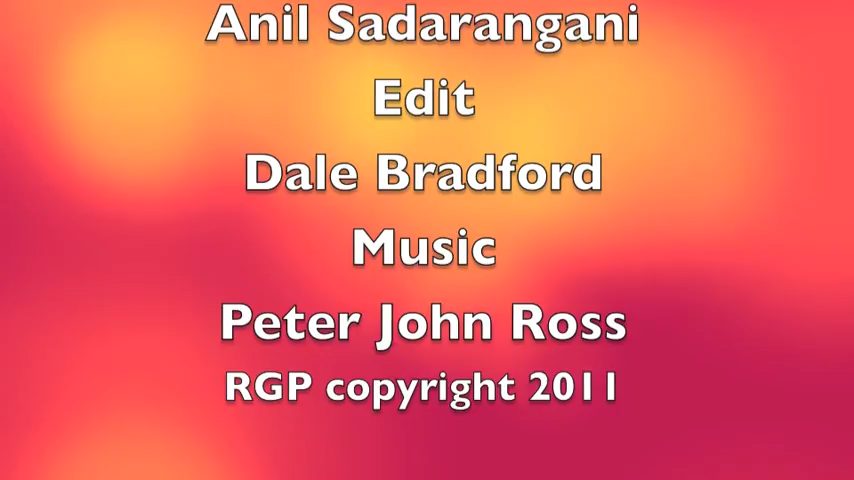 Anil Sadarangani
Edit
Dale Bradford
Music
Peter John Ross
RGP copyright 2011